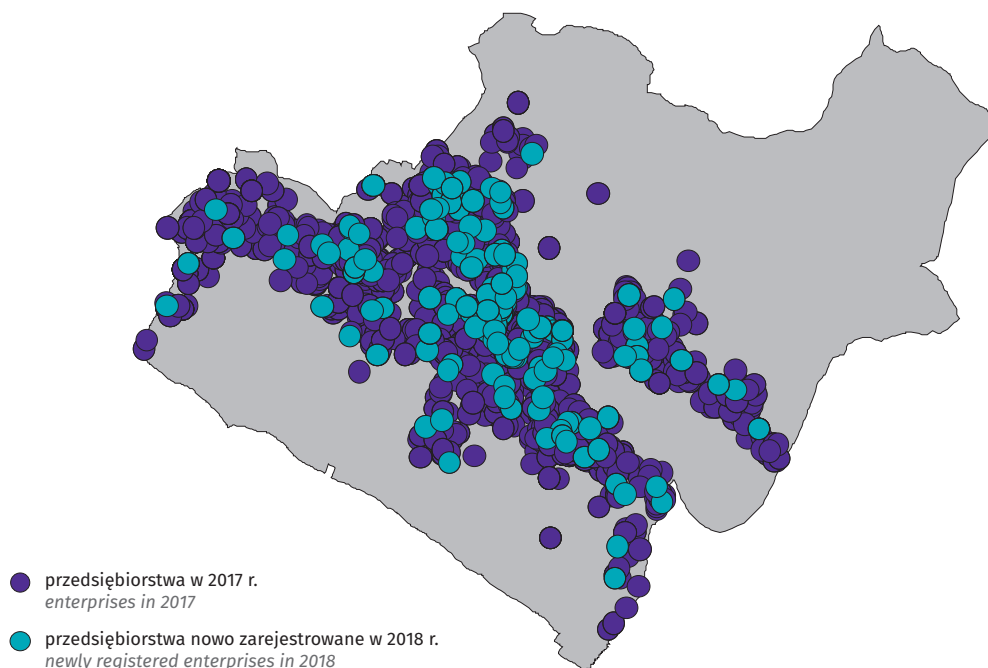 przedsiębiorstwa w 2017 r.
enterprises in 2017
przedsiębiorstwa nowo zarejestrowane w 2018 r.
newly registered enterprises in 2018